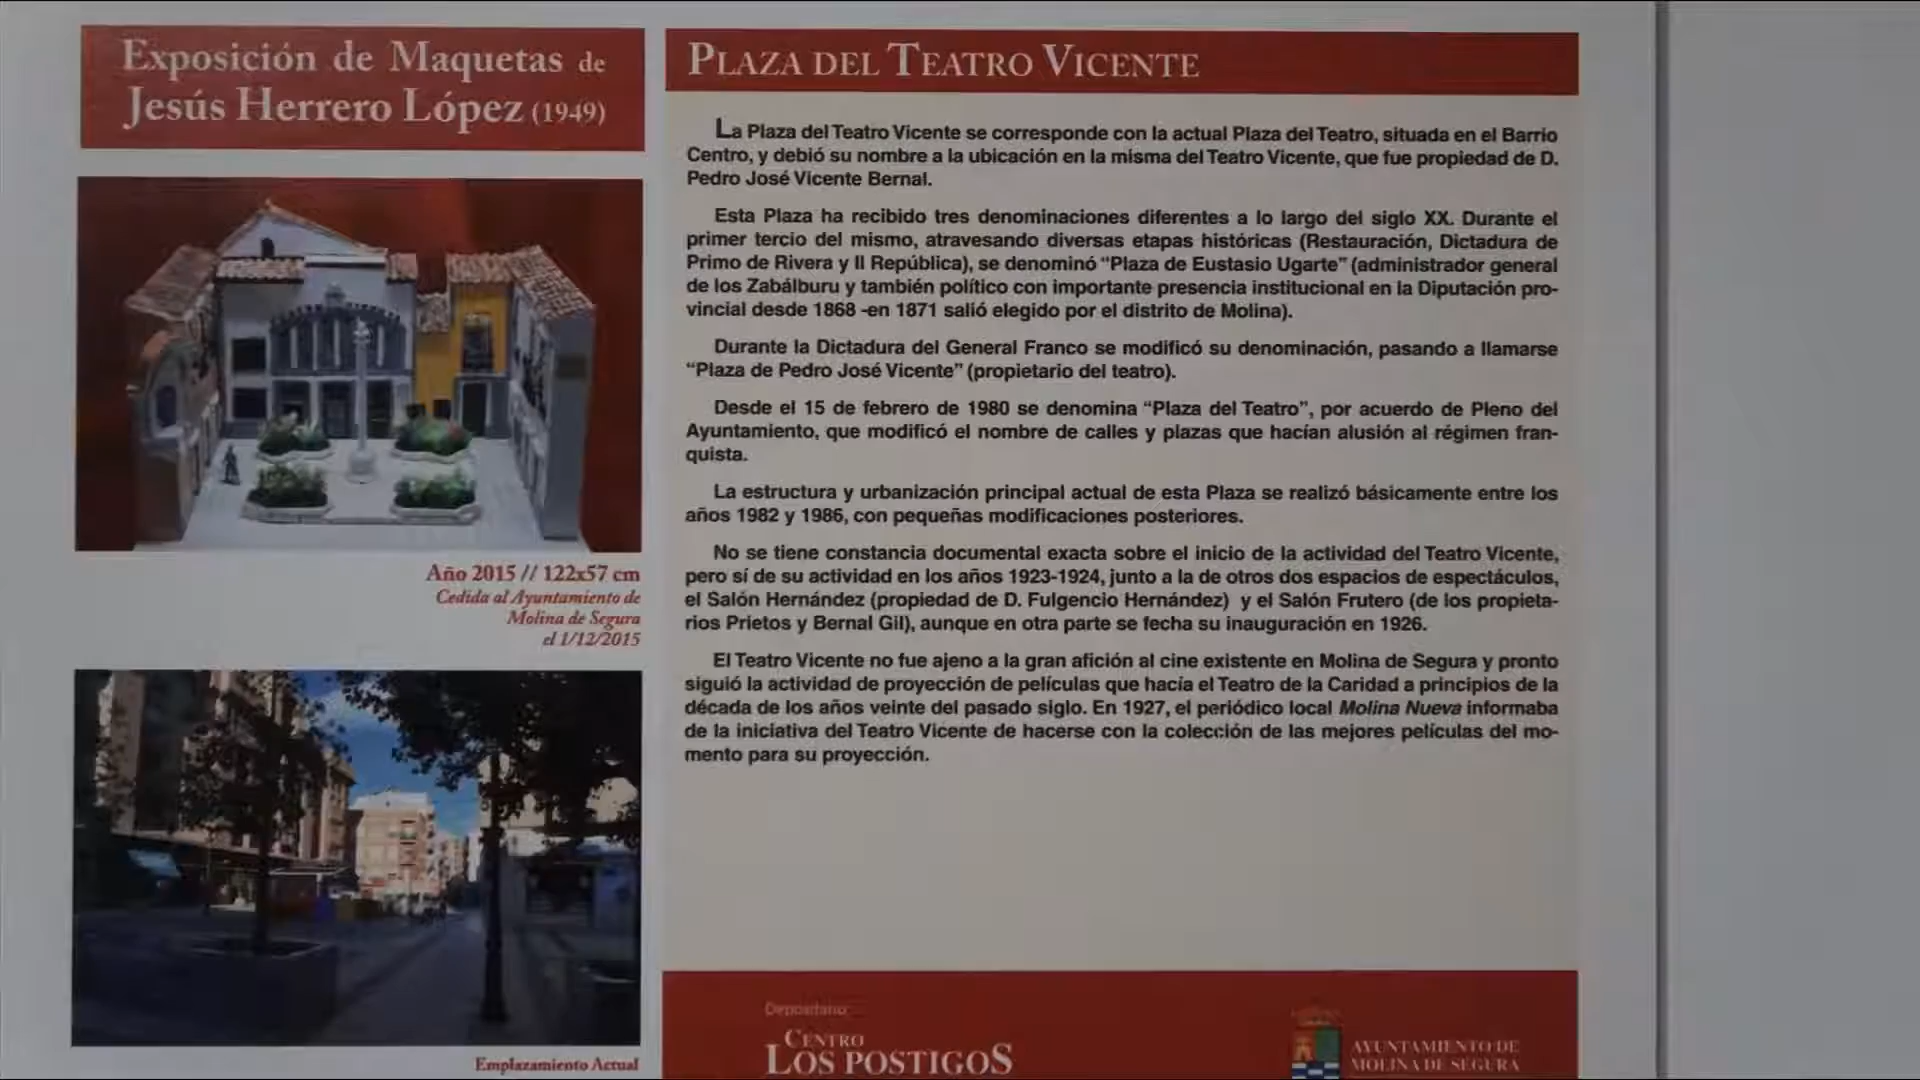 Exposición de Maquetas de
Jesús Herrero López (1949)
Año 2015 // 122x57 cm
Cedida al Ayuntamiento de
Molina de Segura
el 1/12/2015
Emplazamiento Actual
PLAZA DEL TEATRO VICENTE
La Plaza del Teatro Vicente se corresponde con la actual Plaza del Teatro, situada en el Barrio
Centro, y debió su nombre a la ubicación en la misma del Teatro Vicente, que fue propiedad de D.
Pedro José Vicente Bernal.
Esta Plaza ha recibido tres denominaciones diferentes a lo largo del siglo XX. Durante el
primer tercio del mismo, atravesando diversas etapas históricas (Restauración, Dictadura de
Primo de Rivera y II República), se denominó “Plaza de Eustasio Ugarte” (administrador general
de los Zabálburu y también político con importante presencia institucional en la Diputación pro-
vincial desde 1868 -en 1871 salió elegido por el distrito de Molina).
Durante la Dictadura del General Franco se modificó su denominación, pasando a llamarse
“Plaza de Pedro José Vicente” (propietario del teatro).
Desde el 15 de febrero de 1980 se denomina “Plaza del Teatro”, por acuerdo de Pleno del
Ayuntamiento, que modificó el nombre de calles y plazas que hacían alusión al régimen fran-
quista.
La estructura y urbanización principal actual de esta Plaza se realizó básicamente entre los
años 1982 y 1986, con pequeñas modificaciones posteriores.
No se tiene constancia documental exacta sobre el inicio de la actividad del Teatro Vicente,
pero sí de su actividad en los años 1923-1924, junto a la de otros dos espacios de espectáculos,
el Salón Hernández (propiedad de D. Fulgencio Hernández) y el Salón Frutero (de los propieta-
rios Prietos y Bernal Gil), aunque en otra parte se fecha su inauguración en 1926.
El Teatro Vicente no fue ajeno a la gran afición al cine existente en Molina de Segura y pronto
siguió la actividad de proyección de películas que hacía el Teatro de la Caridad a principios de la
década de los años veinte del pasado siglo. En 1927, el periódico local Molina Nueva informaba
de la iniciativa del Teatro Vicente de hacerse con la colección de las mejores películas del mo-
mento para su proyección.
Depositario:
CENTRO
LOS POSTIGOS
AYUNTAMIENTO DE
MOLINA DE SEGURA